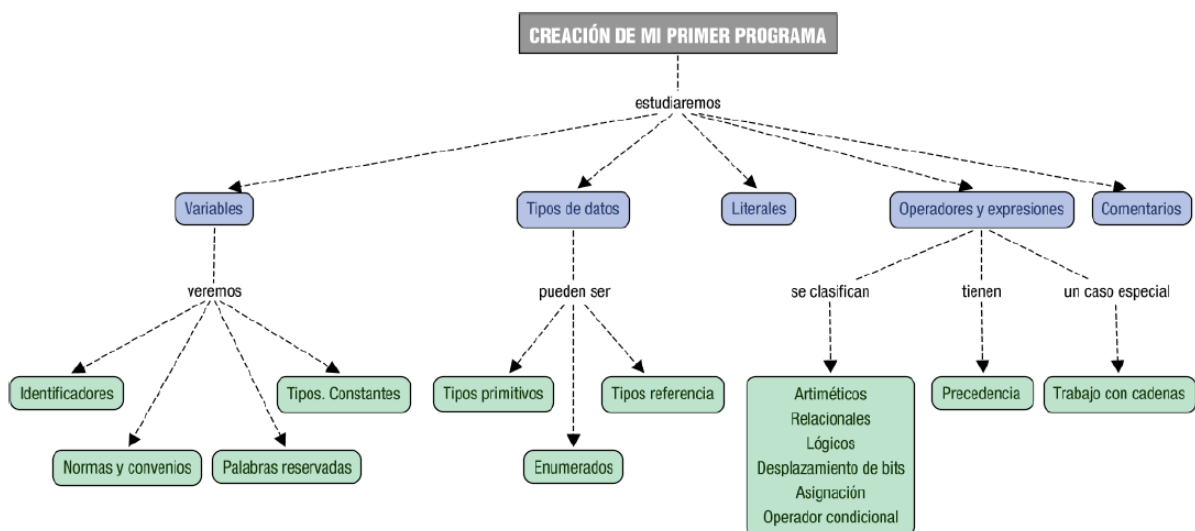 CREACIÓN DE MI PRIMER PROGRAMA
estudiaremos
Variables
Tipos de datos
Literales
Operadores y expresiones
Comentarios
veremos
pueden ser
se clasifican
tienen
un caso especial
Identificadores
Tipos. Constantes
Tipos primitivos
Tipos referencia
Artiméticos
Relacionales
Lógicos
Desplazamiento de bits
Asignación
Operador condicional
Precedencia
Trabajo con cadenas
Normas y convenios
Palabras reservadas
Enumerados